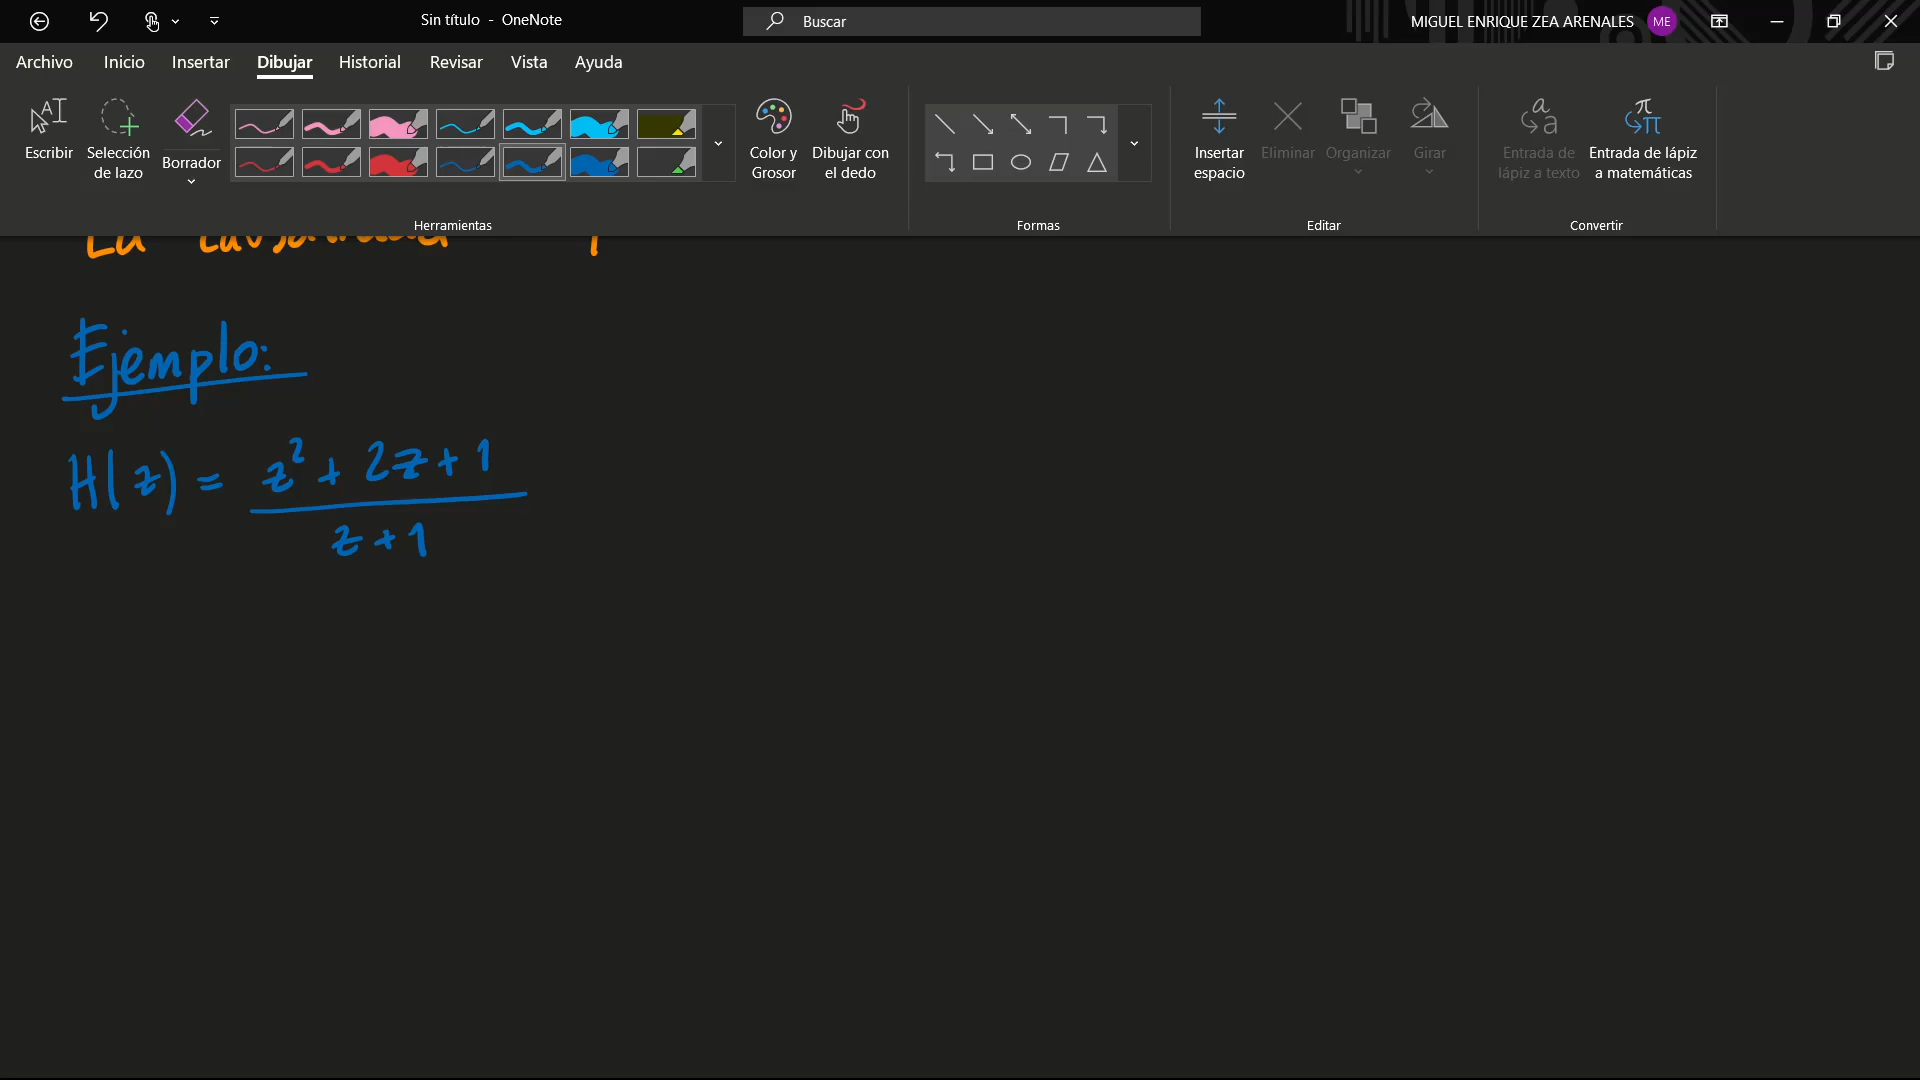 Sin título - OneNote
Buscar
MIGUEL ENRIQUE ZEA ARENALES ME
Archivo Inicio Insertar Dibujar Historial Revisar Vista Ayuda
Escribir
Selección de lazo
Borrador
Color y Grosor
Dibujar con el dedo
Insertar espacio
Eliminar
Organizar
Girar
Entrada de lápiz a texto
Entrada de lápiz a matemáticas
Herramientas
Formas
Editar
Convertir
La
Ejemplo:
H(z) = z² + 2z + 1
z + 1